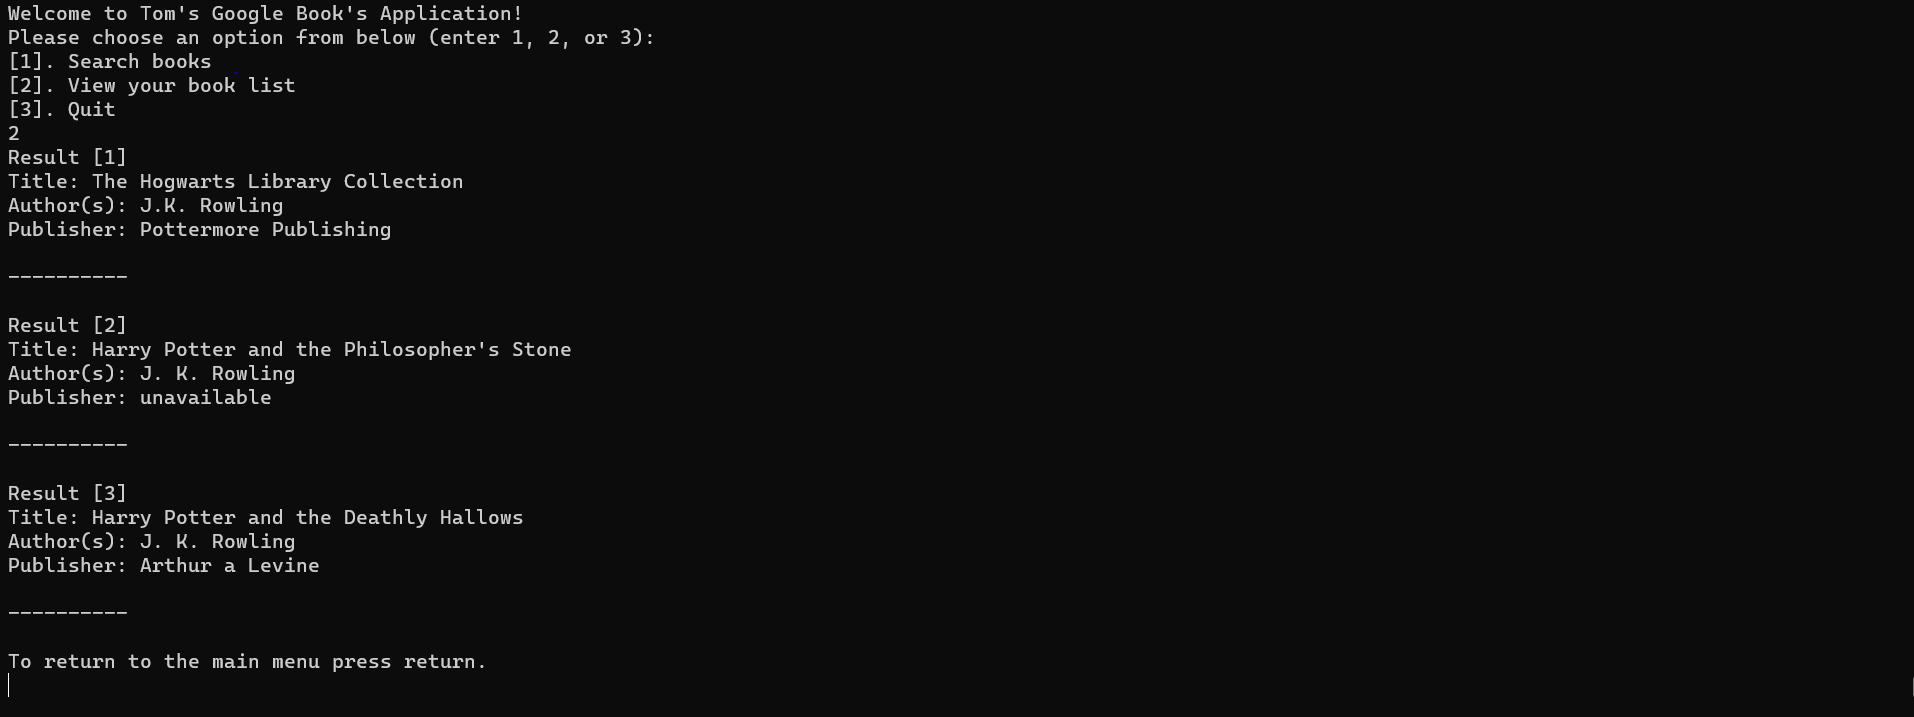 Welcome to Tom's Google Book's Application!
Please choose an option from below (enter 1, 2, or 3):
[1]. Search books
[2]. View your book list
[3]. Quit
2
Result [1]
Title: The Hogwarts Library Collection
Author(s): J.K. Rowling
Publisher: Pottermore Publishing
----------
Result [2]
Title: Harry Potter and the Philosopher's Stone
Author(s): J. K. Rowling
Publisher: unavailable
----------
Result [3]
Title: Harry Potter and the Deathly Hallows
Author(s): J. K. Rowling
Publisher: Arthur a Levine
----------
To return to the main menu press return.